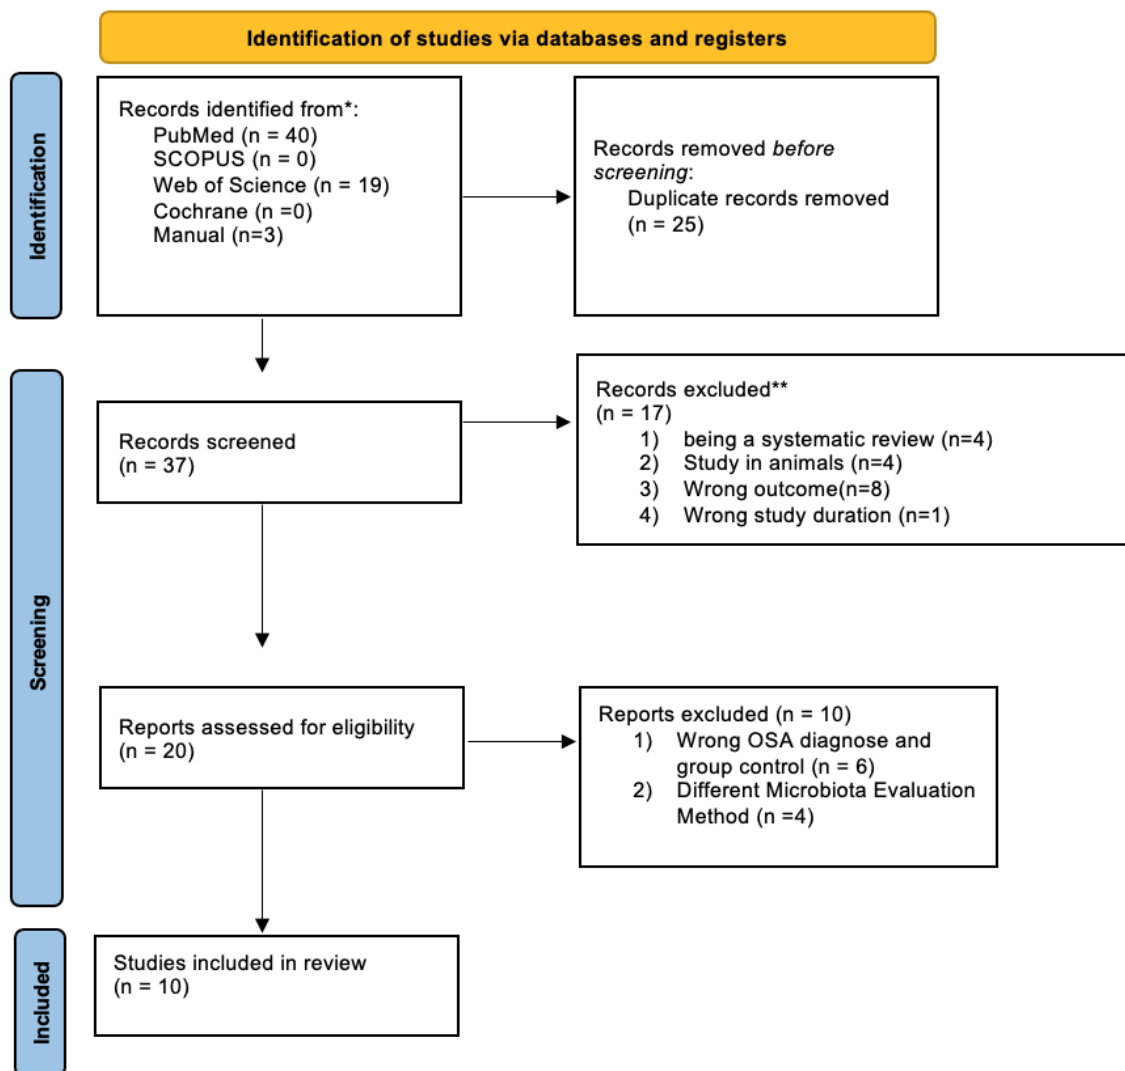 Identification of studies via databases and registers
Identification
Records identified from*:
PubMed (n = 40)
SCOPUS (n = 0)
Web of Science (n = 19)
Cochrane (n =0)
Manual (n=3)
Records removed before
screening:
Duplicate records removed
(n = 25)
Screening
Records screened
(n = 37)
Records excluded**
(n = 17)
1) being a systematic review (n=4)
2) Study in animals (n=4)
3) Wrong outcome(n=8)
4) Wrong study duration (n=1)
Reports assessed for eligibility
(n = 20)
Reports excluded (n = 10)
1) Wrong OSA diagnose and
group control (n = 6)
2) Different Microbiota Evaluation
Method (n =4)
Included
Studies included in review
(n = 10)